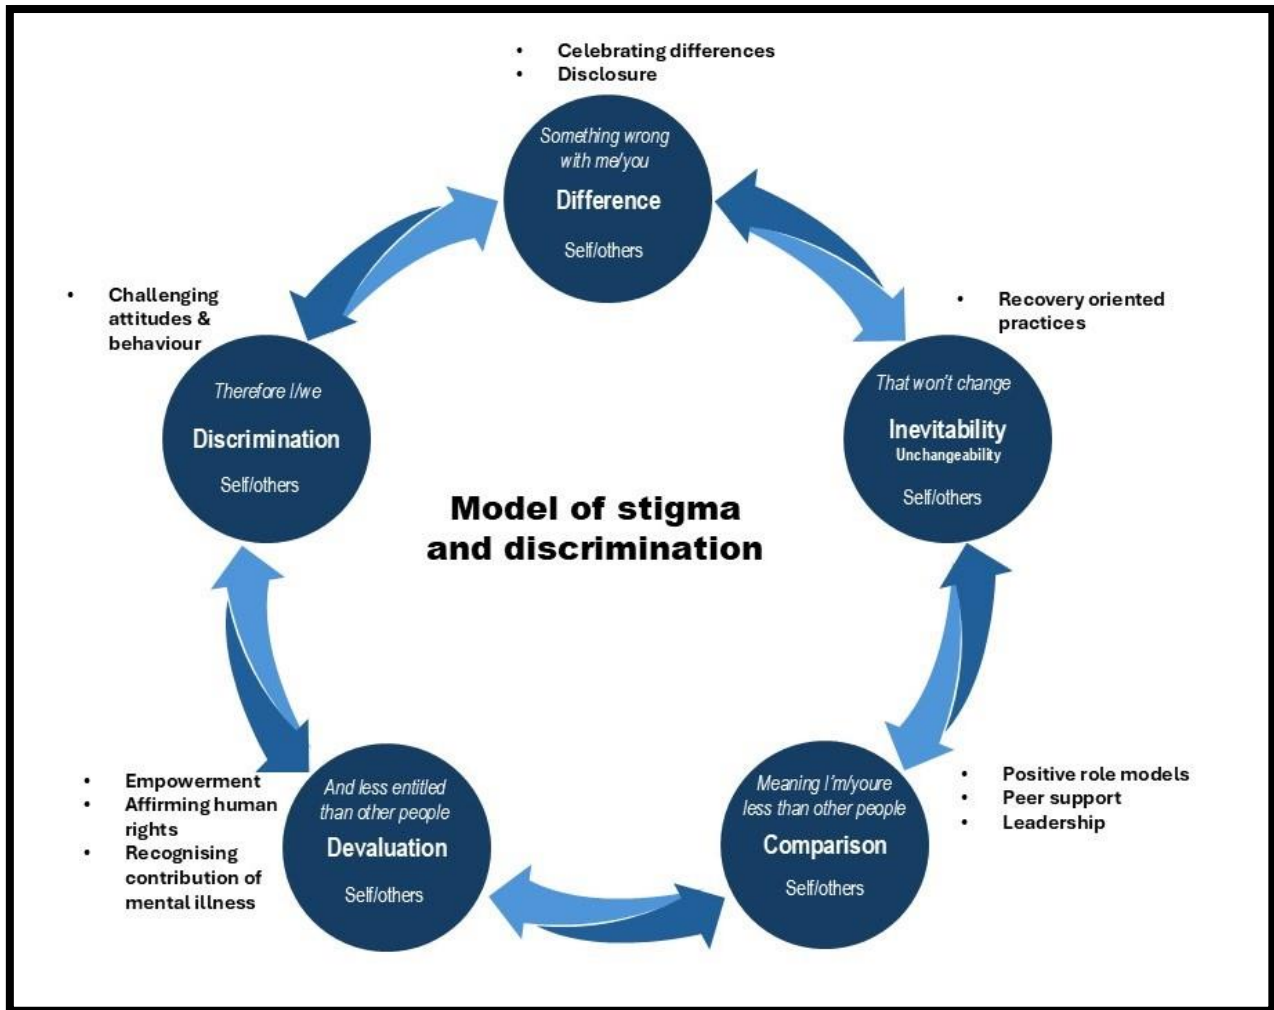 • Celebrating differences
• Disclosure
Something wrong
with me/you
Difference
Self/others
• Recovery oriented
practices
That won't change
Inevitability
Unchangeability
Self/others
• Positive role models
• Peer support
• Leadership
Meaning I'm/youre
less than other people
Comparison
Self/others
• Empowerment
• Affirming human
rights
• Recognising
contribution of
mental illness
And less entitled
than other people
Devaluation
Self/others
• Challenging
attitudes &
behaviour
Therefore I/we
Discrimination
Self/others
Model of stigma
and discrimination